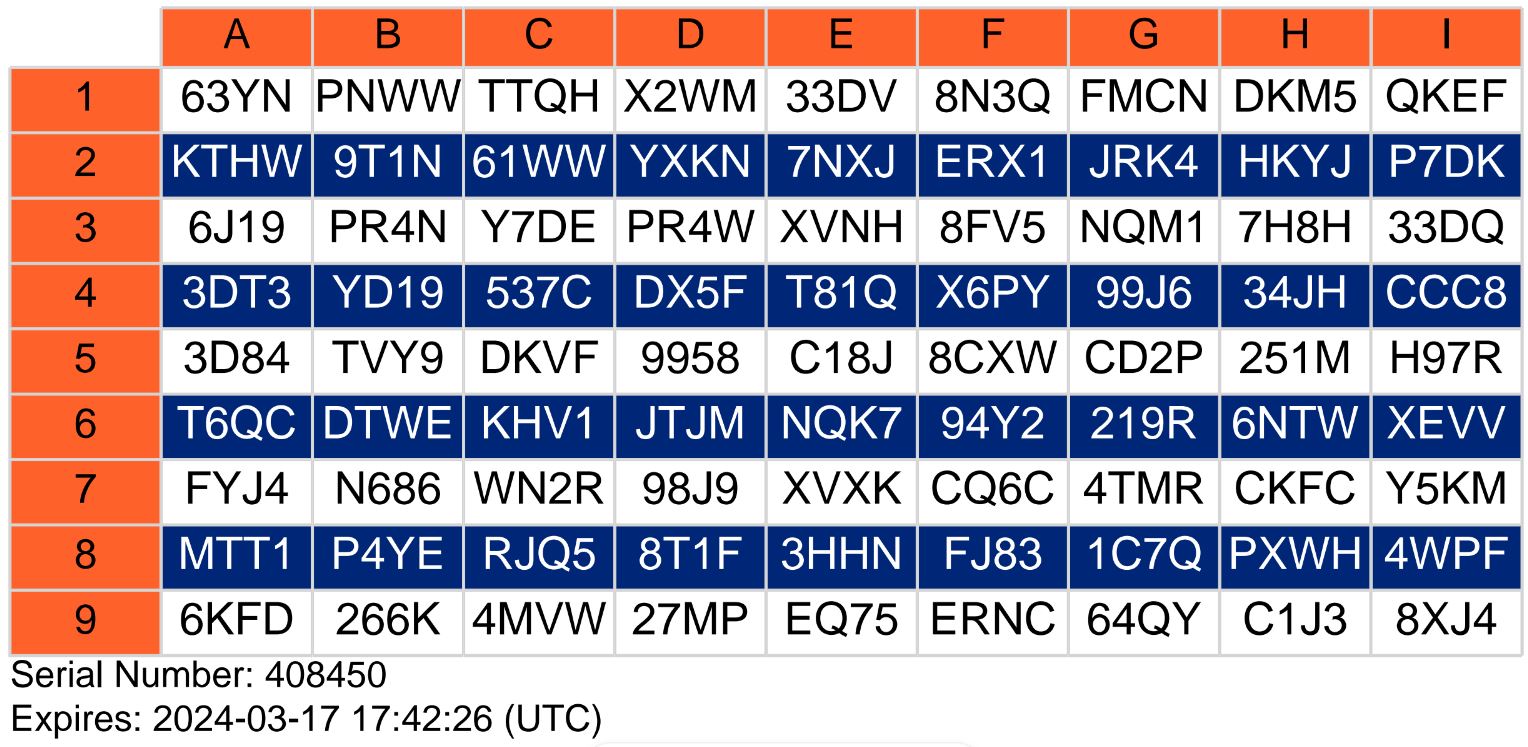 A B C D E F G H I
1 63YN PNWW TTQH X2WM 33DV 8N3Q FMCN DKM5 QKEF
2 KTHW 9T1N 61WW YXKN 7NXJ ERX1 JRK4 HKYJ P7DK
3 6J19 PR4N Y7DE PR4W XVNH 8FV5 NQM1 7H8H 33DQ
4 3DT3 YD19 537C DX5F T81Q X6PY 99J6 34JH CCC8
5 3D84 TVY9 DKVF 9958 C18J 8CXW CD2P 251M H97R
6 T6QC DTWE KHV1 JTJM NQK7 94Y2 219R 6NTW XEVV
7 FYJ4 N686 WN2R 98J9 XVXK CQ6C 4TMR CKFC Y5KM
8 MTT1 P4YE RJQ5 8T1F 3HHN FJ83 1C7Q PXWH 4WPF
9 6KFD 266K 4MVW 27MP EQ75 ERNC 64QY C1J3 8XJ4
Serial Number: 408450
Expires: 2024-03-17 17:42:26 (UTC)